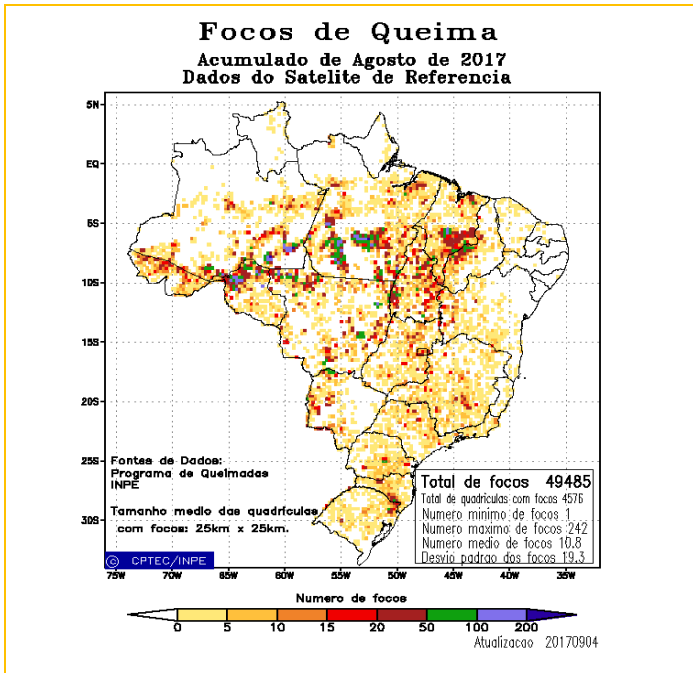 Focos de Queima
Acumulado de Agosto de 2017
Dados do Satelite de Referencia
5N
EQ
5S
10S
15S
20S
25S
30S
Fontes de Dados:
Programa de Queimadas
INPE
Tamanho medio das quadrículas
com focos: 25km x 25km.
Total de focos 49485
Total de quadriculas com focos 4576
Numero minimo de focos 1
Numero maximo de focos 242
Numero medio de focos 10.8
Desvio padrao dos focos 19.3
© CPTEC/INPE
75W 70W 65W 60W 55W 50W 45W 40W 35W
Numero de focos
0 5 10 15 20 50 100 200
Atualizacao 20170904